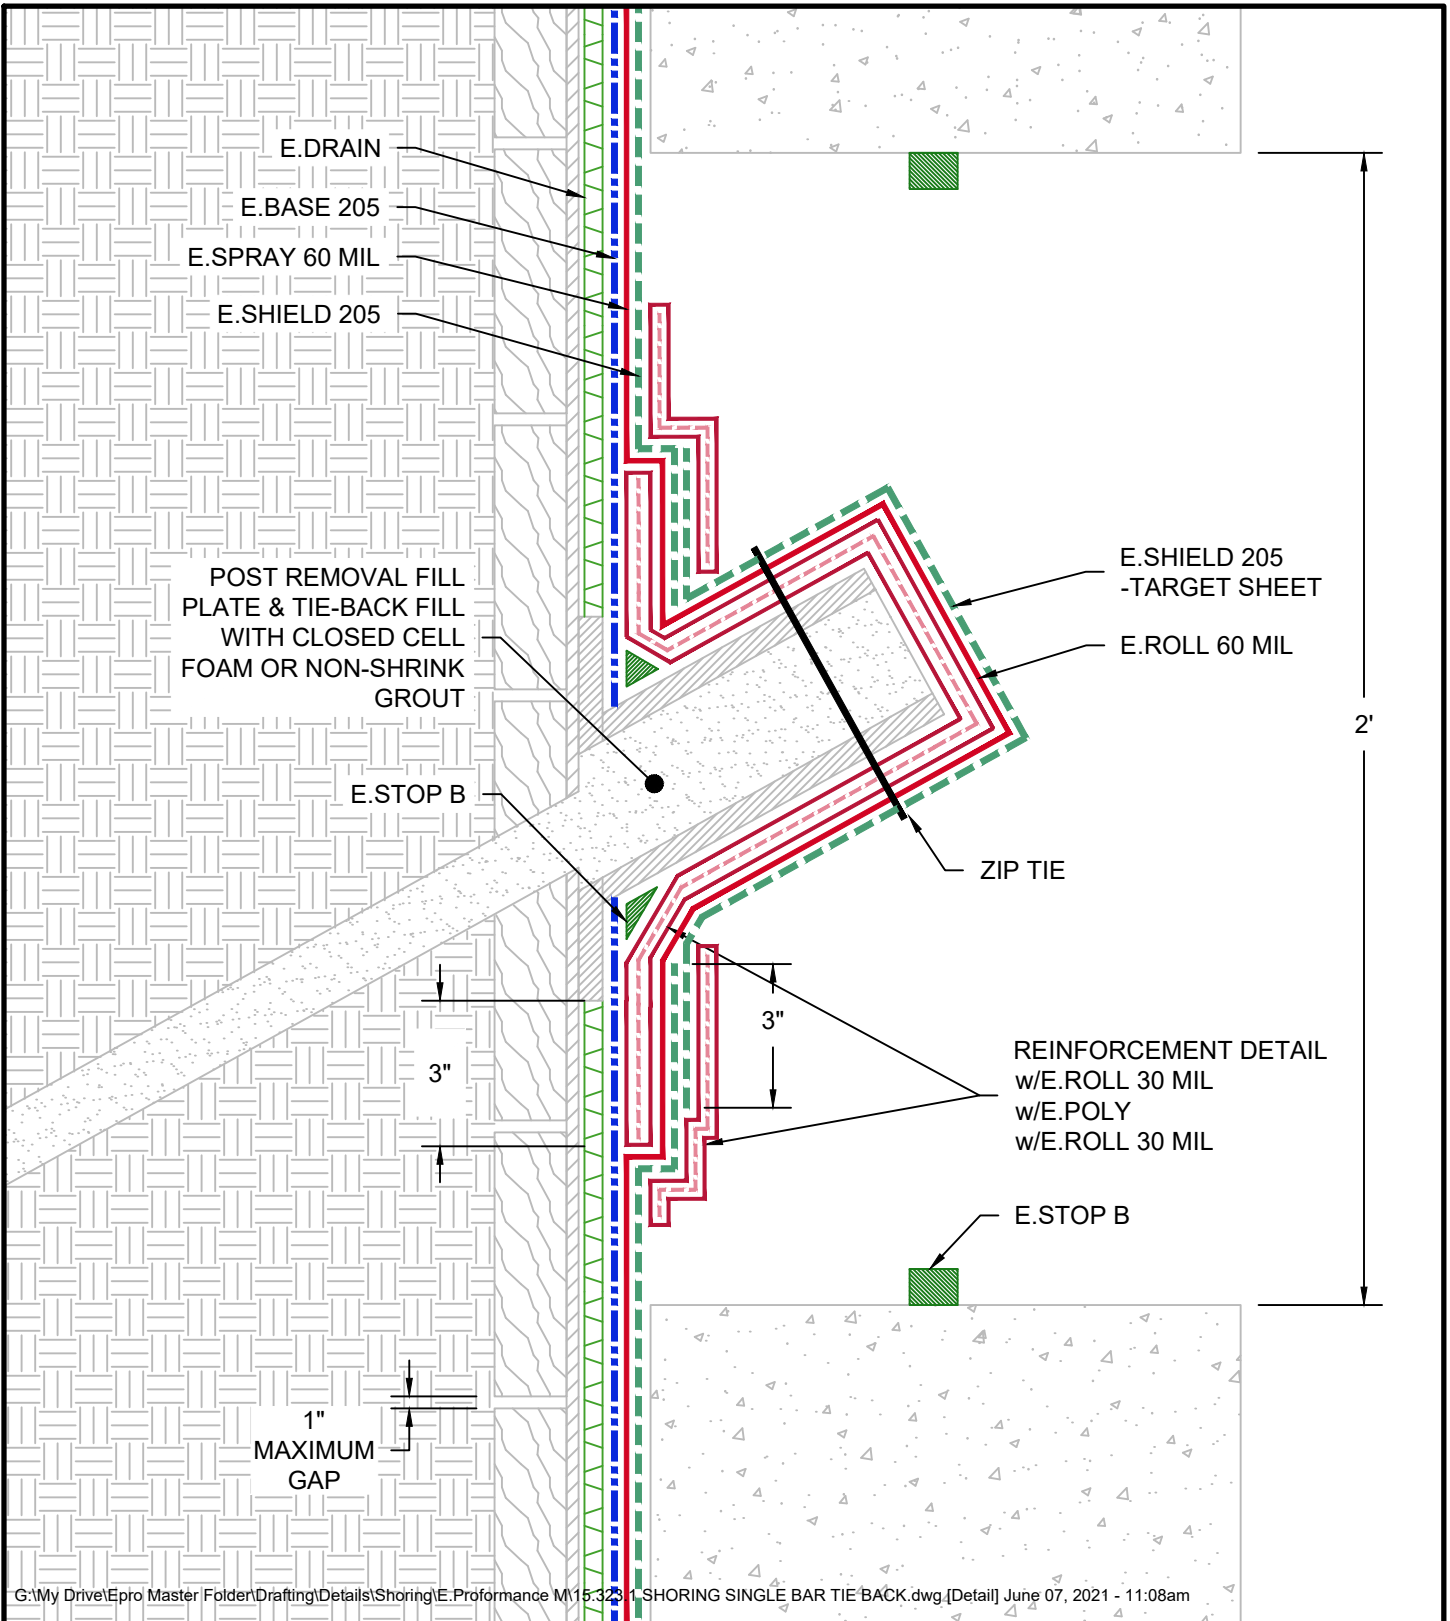 E.DRAIN
E.BASE 205
E.SPRAY 60 MIL
E.SHIELD 205
POST REMOVAL FILL
PLATE & TIE-BACK FILL
WITH CLOSED CELL
FOAM OR NON-SHRINK
GROUT
E.STOP B
3"
1"
MAXIMUM
GAP
E.SHIELD 205
-TARGET SHEET
E.ROLL 60 MIL
2'
ZIP TIE
3"
REINFORCEMENT DETAIL
w/E.ROLL 30 MIL
w/E.POLY
w/E.ROLL 30 MIL
E.STOP B
G:\My Drive\Epro Master Folder\Drafting\Details\Shoring\E.Proformance M\15.323.1 SHORING SINGLE BAR TIE BACK.dwg [Detail] June 07, 2021 - 11:08am